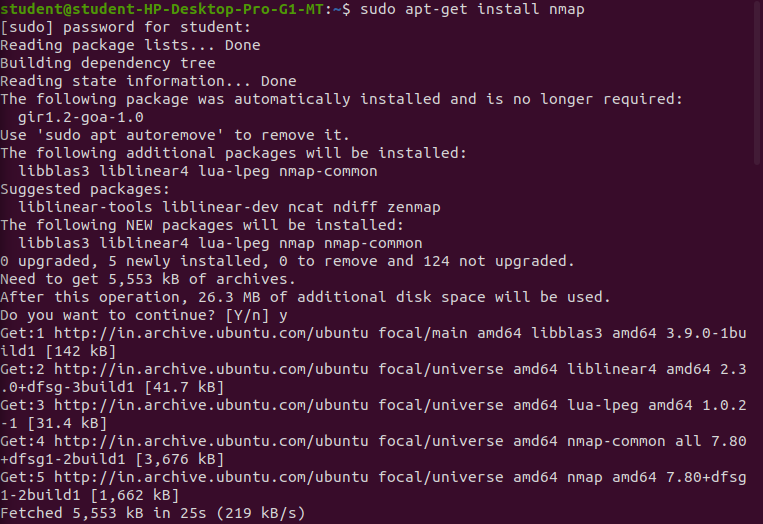 student@student-HP-Desktop-Pro-G1-MT:~$ sudo apt-get install nmap
[sudo] password for student:
Reading package lists... Done
Building dependency tree
Reading state information... Done
The following package was automatically installed and is no longer required:
  gir1.2-goa-1.0
Use 'sudo apt autoremove' to remove it.
The following additional packages will be installed:
  libblas3 liblinear4 lua-lpeg nmap-common
Suggested packages:
  liblinear-tools liblinear-dev ncat ndiff zenmap
The following NEW packages will be installed:
  libblas3 liblinear4 lua-lpeg nmap nmap-common
0 upgraded, 5 newly installed, 0 to remove and 124 not upgraded.
Need to get 5,553 kB of archives.
After this operation, 26.3 MB of additional disk space will be used.
Do you want to continue? [Y/n] y
Get:1 http://in.archive.ubuntu.com/ubuntu focal/main amd64 libblas3 amd64 3.9.0-1bu
ild1 [142 kB]
Get:2 http://in.archive.ubuntu.com/ubuntu focal/universe amd64 liblinear4 amd64 2.3
.0+dfsg-3build1 [41.7 kB]
Get:3 http://in.archive.ubuntu.com/ubuntu focal/universe amd64 lua-lpeg amd64 1.0.2
-1 [31.4 kB]
Get:4 http://in.archive.ubuntu.com/ubuntu focal/universe amd64 nmap-common all 7.80
+dfsg1-2build1 [3,676 kB]
Get:5 http://in.archive.ubuntu.com/ubuntu focal/universe amd64 nmap amd64 7.80+dfsg
1-2build1 [1,662 kB]
Fetched 5,553 kB in 25s (219 kB/s)